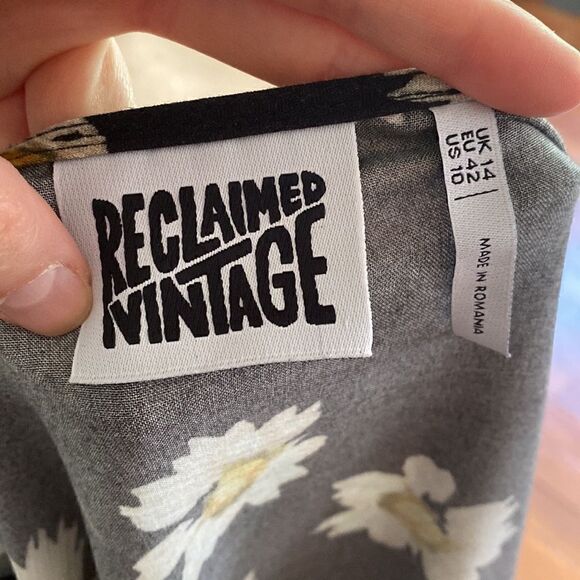 RECLAIMED
VINTAGE
UK 14
EU 42
US 10
MADE IN ROMANIA